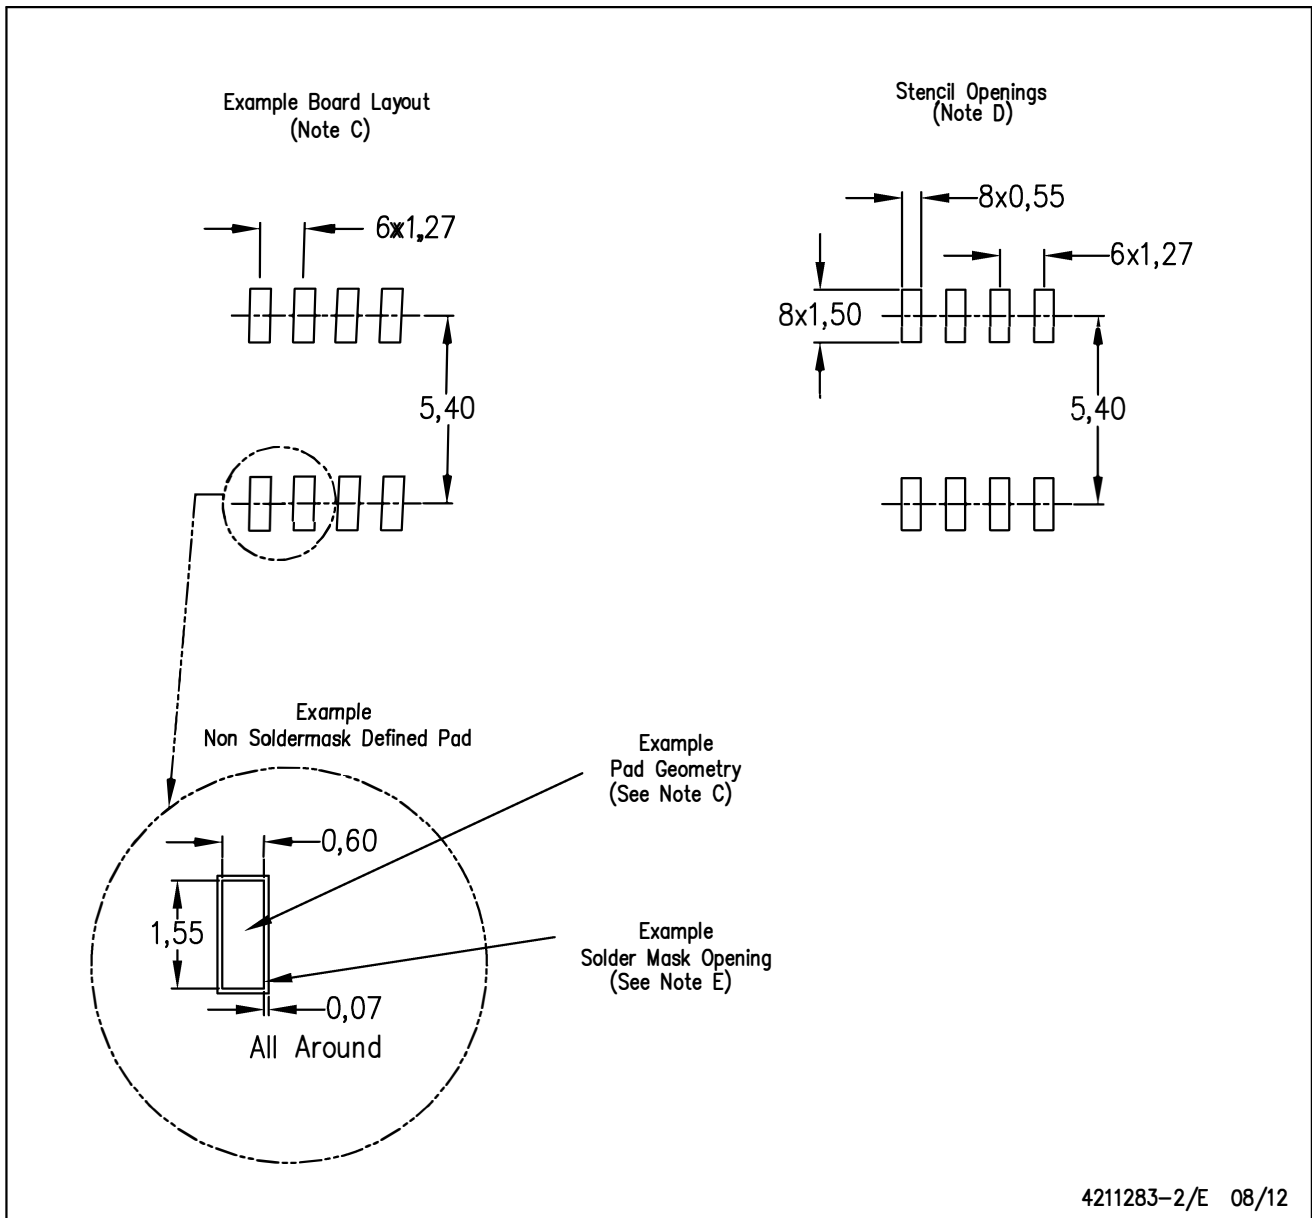 Example Board Layout
(Note C)
6x1,27
5,40
Stencil Openings
(Note D)
8x0,55
6x1,27
8x1,50
5,40
Example
Non Soldermask Defined Pad
0,60
1,55
0,07
All Around
Example
Pad Geometry
(See Note C)
Example
Solder Mask Opening
(See Note E)
4211283-2/E 08/12